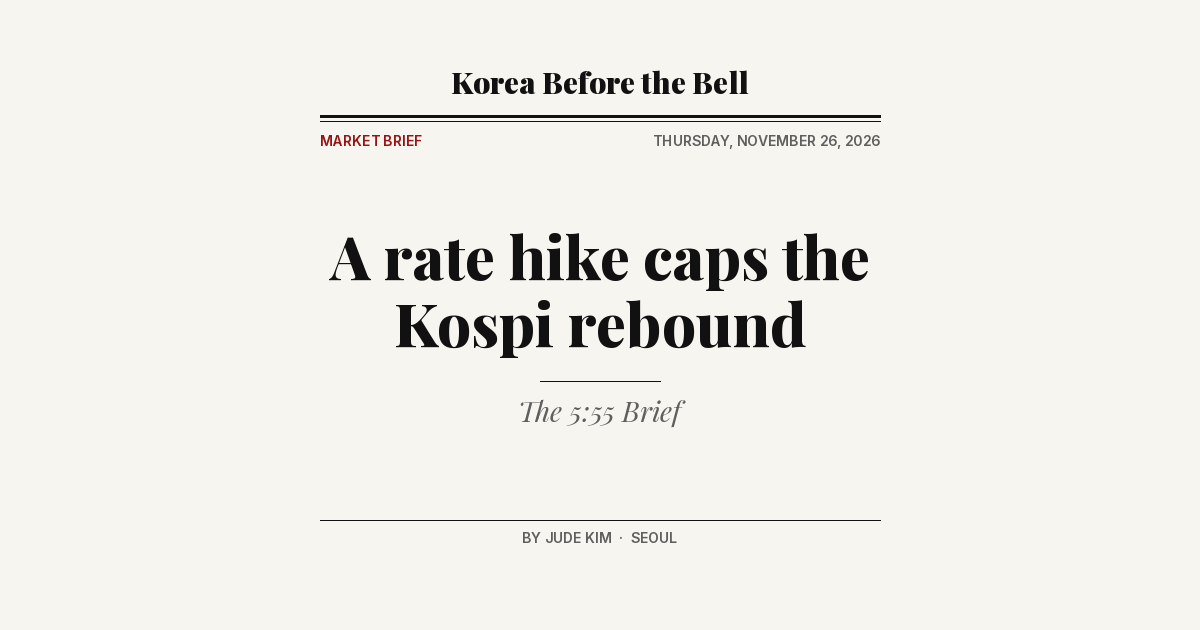 Korea Before the Bell
MARKET BRIEF
THURSDAY, NOVEMBER 26, 2026
A rate hike caps the
Kospi rebound
The 5:55 Brief
BY JUDE KIM · SEOUL